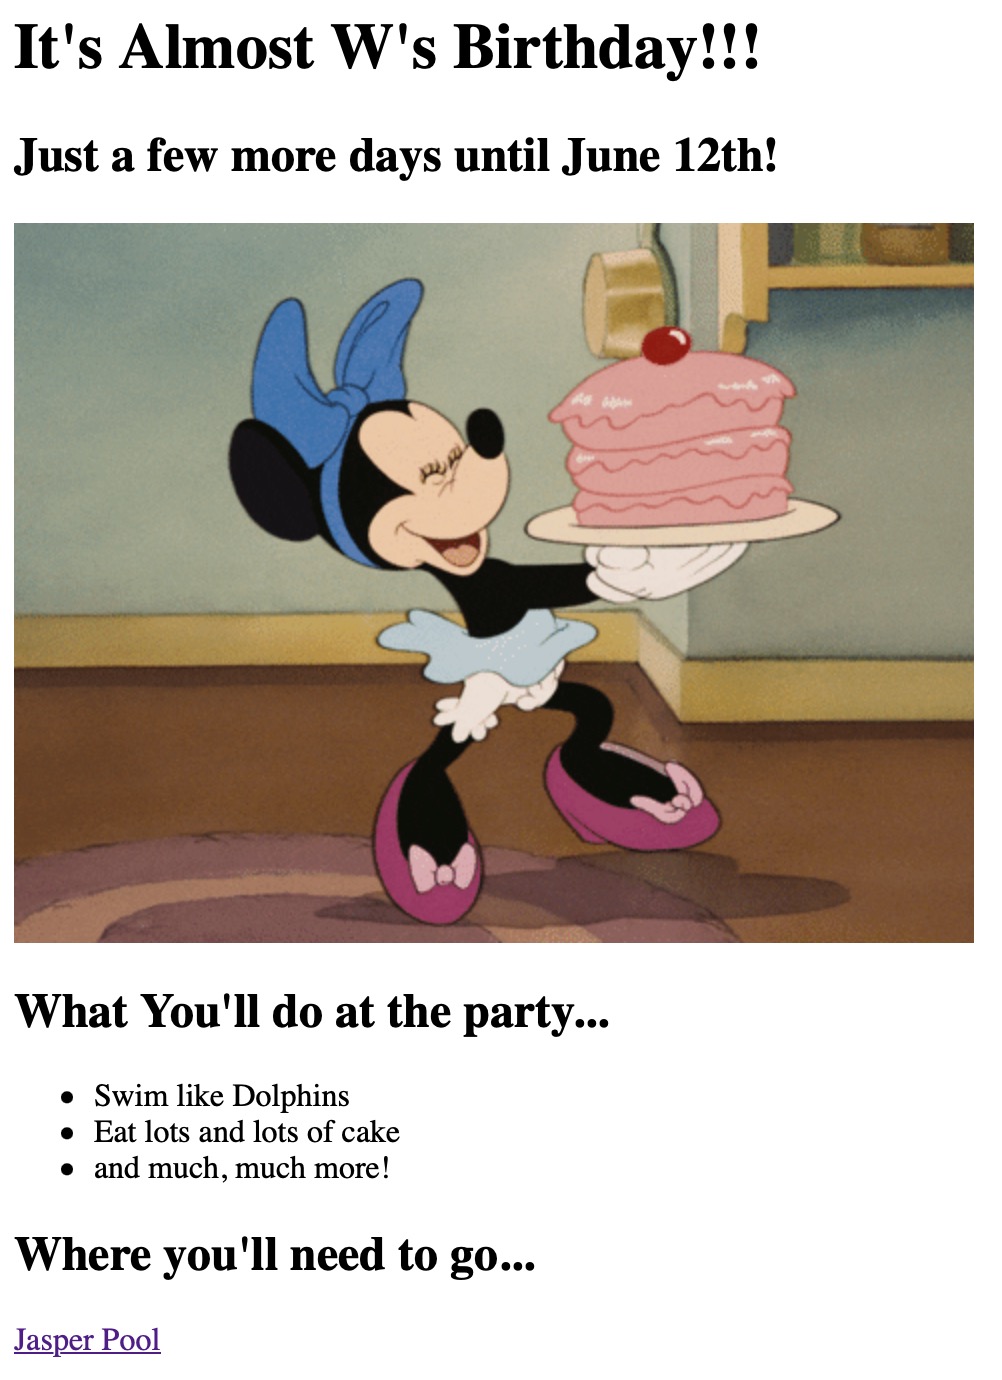 It's Almost W's Birthday!!!
Just a few more days until June 12th!
What You'll do at the party...
Swim like Dolphins
Eat lots and lots of cake
and much, much more!
Where you'll need to go...
Jasper Pool